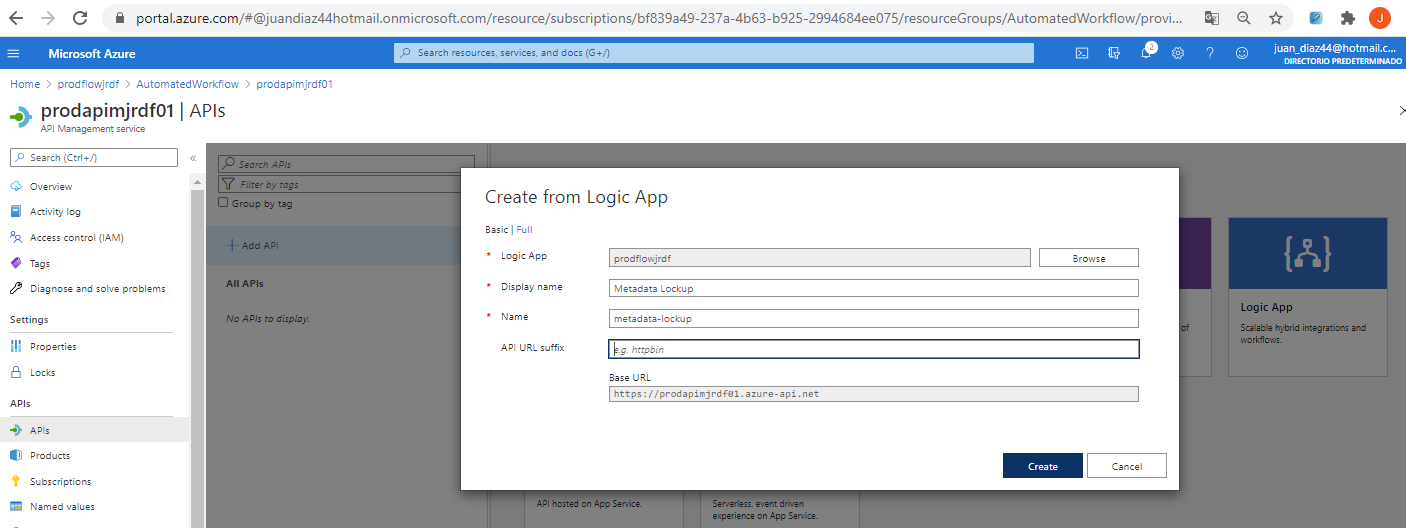 portal.azure.com/#@juandiaz44hotmail.onmicrosoft.com/resource/subscriptions/bf839a49-237a-4b63-b925-2994684ee075/resourceGroups/AutomatedWorkflow/provi...
J
Microsoft Azure
Search resources, services, and docs (G+/)
2
juan_diaz44@hotmail.c...
DIRECTORIO PREDETERMINADO
Home > prodflowjrdf > AutomatedWorkflow > prodapimjrdf01
prodapimjrdf01 | APIs
API Management service
Search (Ctrl+/)
«
Overview
Activity log
Access control (IAM)
Tags
Diagnose and solve problems
Settings
Properties
Locks
APIs
APIs
Products
Subscriptions
Named values
Search APIs
Filter by tags
Group by tag
+ Add API
All APIs
No APIs to display.
Create from Logic App
Basic | Full
* Logic App
prodflowjrdf
Browse
* Display name
Metadata Lockup
* Name
metadata-lockup
API URL suffix
e.g. httpbin
Base URL
https://prodapimjrdf01.azure-api.net
Create
Cancel
of
Logic App
Scalable hybrid integrations and
workflows.
API hosted on App Service.
Serverless, event driven
experience on App Service.